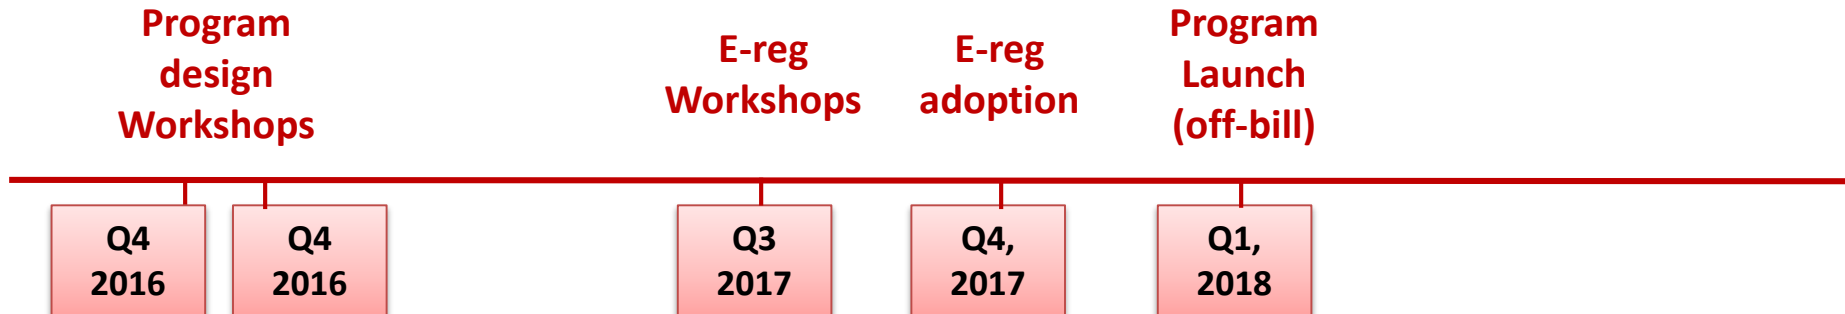 Program
design
Workshops
E-reg
Workshops
E-reg
adoption
Program
Launch
(off-bill)
Q4
2016
Q4
2016
Q3
2017
Q4,
2017
Q1,
2018